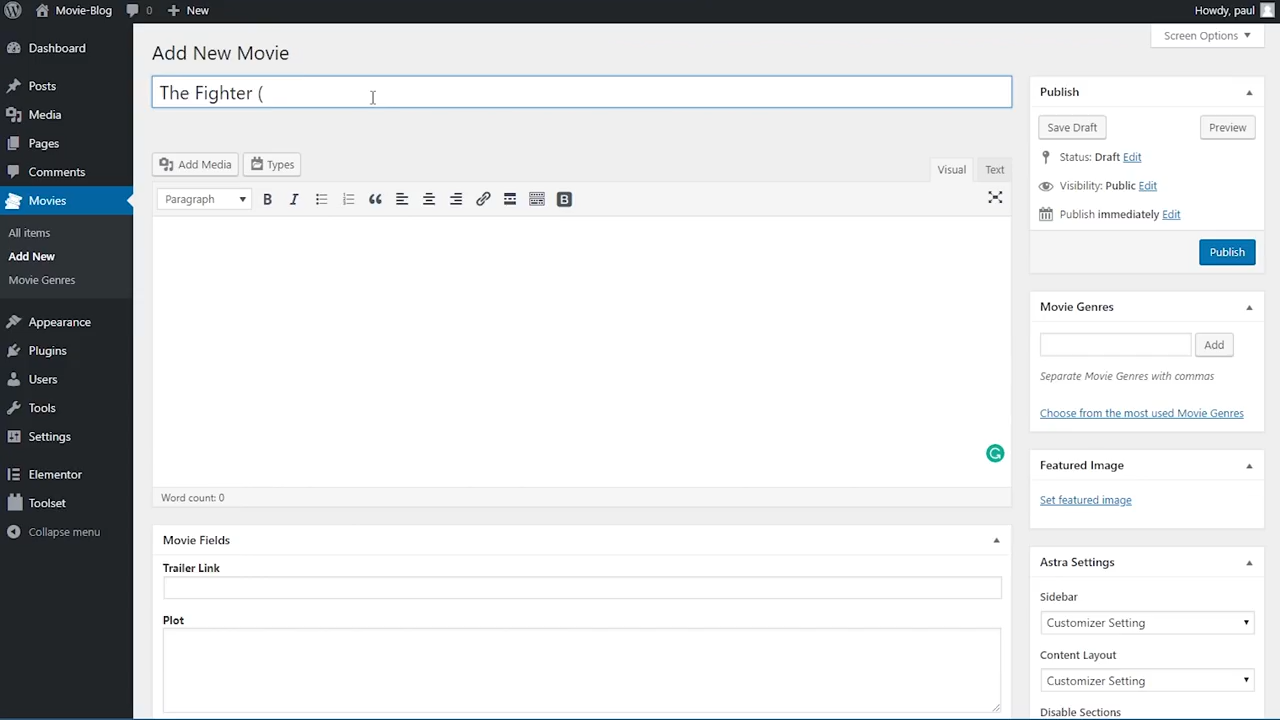 Movie-Blog 0 New Howdy, paul
Dashboard
Posts
Media
Pages
Comments
Movies
All items
Add New
Movie Genres
Appearance
Plugins
Users
Tools
Settings
Elementor
Toolset
Collapse menu
Screen Options
Add New Movie
The Fighter (
Add Media Types
Visual Text
Paragraph B I B
Word count: 0
Movie Fields
Trailer Link
Plot
Publish
Save Draft Preview
Status: Draft Edit
Visibility: Public Edit
Publish immediately Edit
Publish
Movie Genres
Add
Separate Movie Genres with commas
Choose from the most used Movie Genres
Featured Image
Set featured image
Astra Settings
Sidebar
Customizer Setting
Content Layout
Customizer Setting
Disable Sections